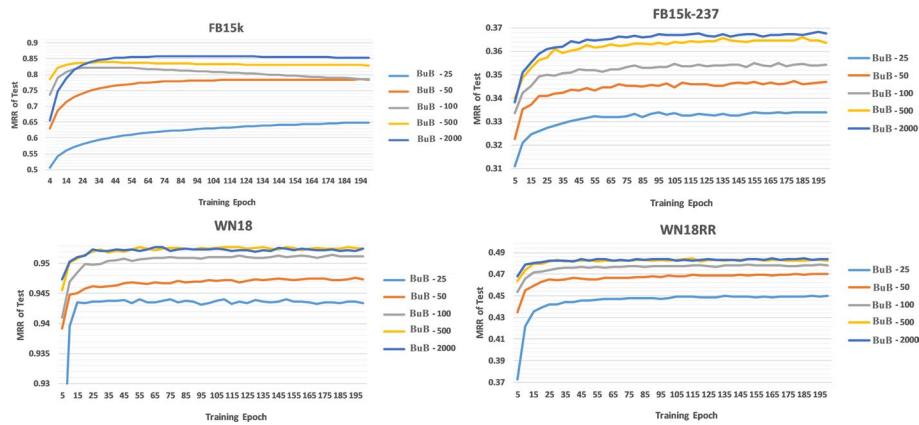 FB15k
MRR of Test
0.9
0.85
0.8
0.75
0.7
0.65
0.6
0.55
0.5
4 14 24 34 44 54 64 74 84 94 104 114 124 134 144 154 164 174 184 194
Training Epoch
BuB - 25
BuB - 50
BuB - 100
BuB - 500
BuB - 2000
FB15k-237
MRR of Test
0.37
0.36
0.35
0.34
0.33
0.32
0.31
5 15 25 35 45 55 65 75 85 95 105 115 125 135 145 155 165 175 185 195
Training Epoch
BuB - 25
BuB - 50
BuB - 100
BuB - 500
BuB - 2000
WN18
MRR of Test
0.95
0.945
0.94
0.935
0.93
5 15 25 35 45 55 65 75 85 95 105 115 125 135 145 155 165 175 185 195
Training Epoch
BuB - 25
BuB - 50
BuB - 100
BuB - 500
BuB - 2000
WN18RR
MRR of Test
0.49
0.47
0.45
0.43
0.41
0.39
0.37
5 15 25 35 45 55 65 75 85 95 105 115 125 135 145 155 165 175 185 195
Training Epoch
BuB - 25
BuB - 50
BuB - 100
BuB - 500
BuB - 2000